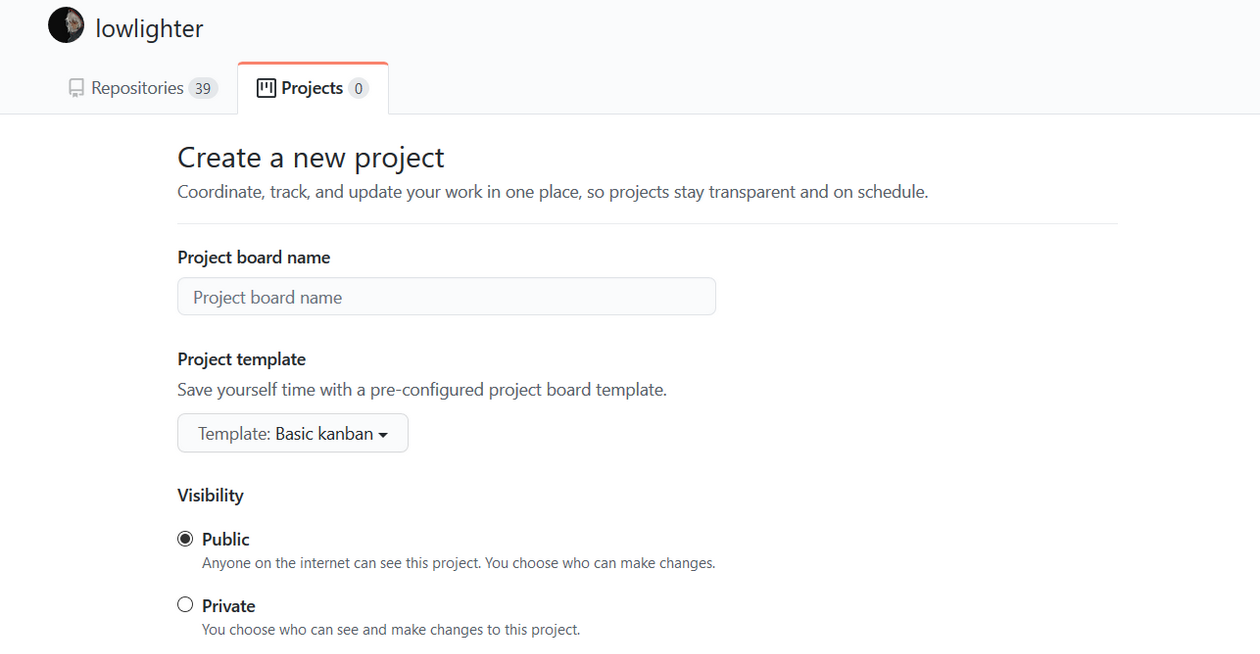 lowlighter
Repositories 39
Projects 0
Create a new project
Coordinate, track, and update your work in one place, so projects stay transparent and on schedule.
Project board name
Project board name
Project template
Save yourself time with a pre-configured project board template.
Template: Basic kanban
Visibility
Public
Anyone on the internet can see this project. You choose who can make changes.
Private
You choose who can see and make changes to this project.